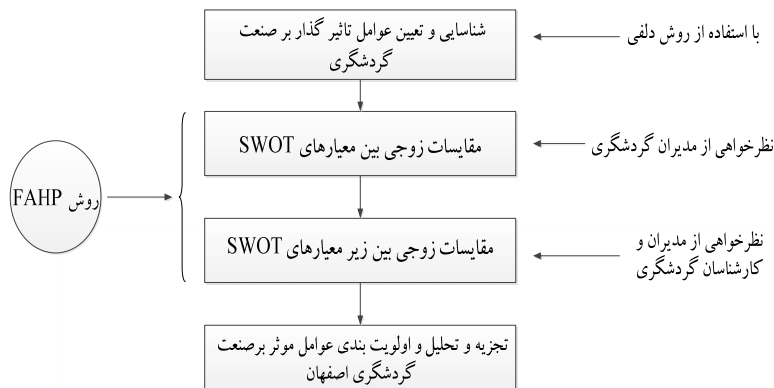 شناسایی و تعیین عوامل تاثیر گذار بر صنعت
گردشگری
با استفاده از روش دلفی
مقایسات زوجی بین معیارهای SWOT
نظرخواهی از مدیران گردشگری
روش FAHP
مقایسات زوجی بین زیر معیارهای SWOT
نظرخواهی از مدیران و
کارشناسان گردشگری
تجزیه و تحلیل و اولویت بندی عوامل موثر برصنعت
گردشگری اصفهان